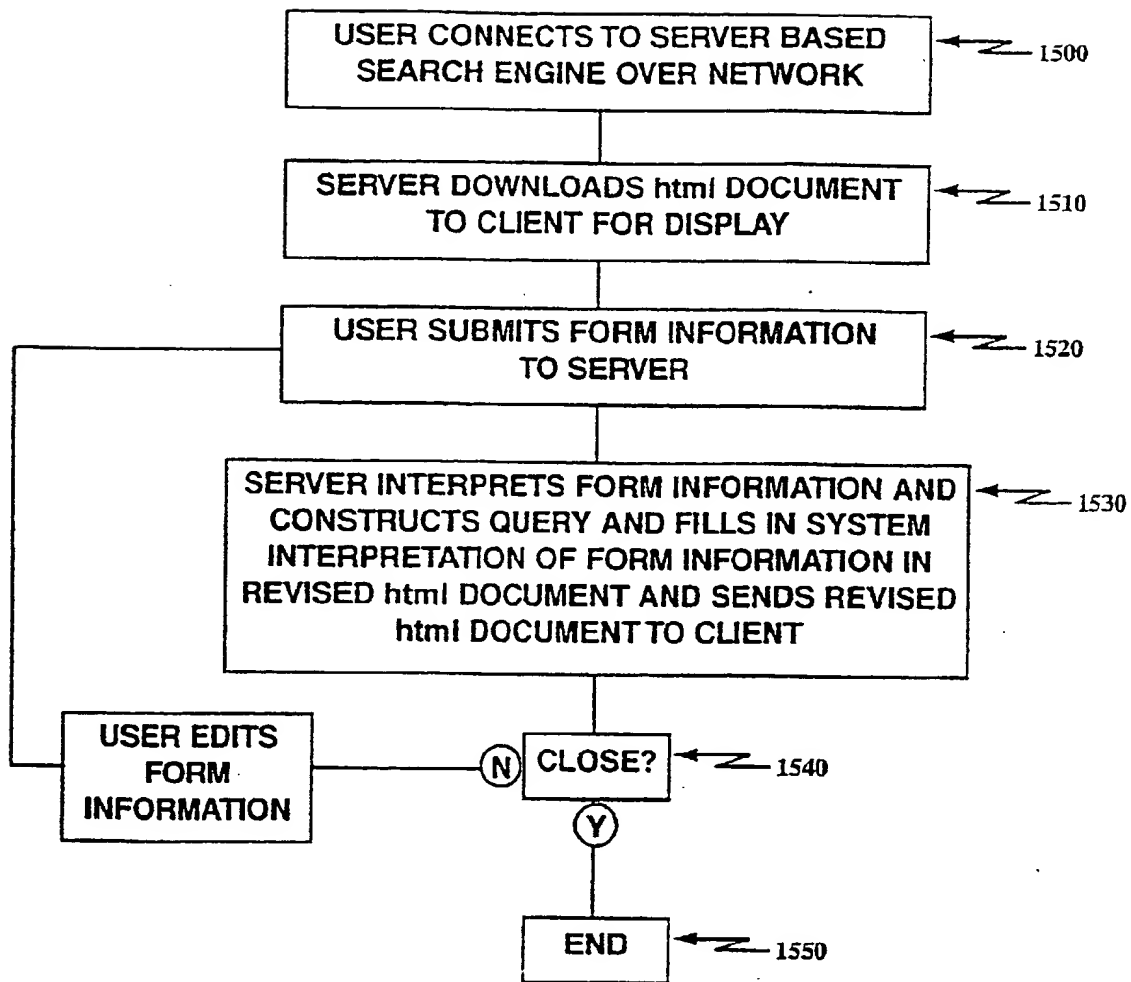 USER CONNECTS TO SERVER BASED
SEARCH ENGINE OVER NETWORK
1500
SERVER DOWNLOADS html DOCUMENT
TO CLIENT FOR DISPLAY
1510
USER SUBMITS FORM INFORMATION
TO SERVER
1520
SERVER INTERPRETS FORM INFORMATION AND
CONSTRUCTS QUERY AND FILLS IN SYSTEM
INTERPRETATION OF FORM INFORMATION IN
REVISED html DOCUMENT AND SENDS REVISED
html DOCUMENT TO CLIENT
1530
USER EDITS
FORM
INFORMATION
N
CLOSE?
1540
Y
END
1550